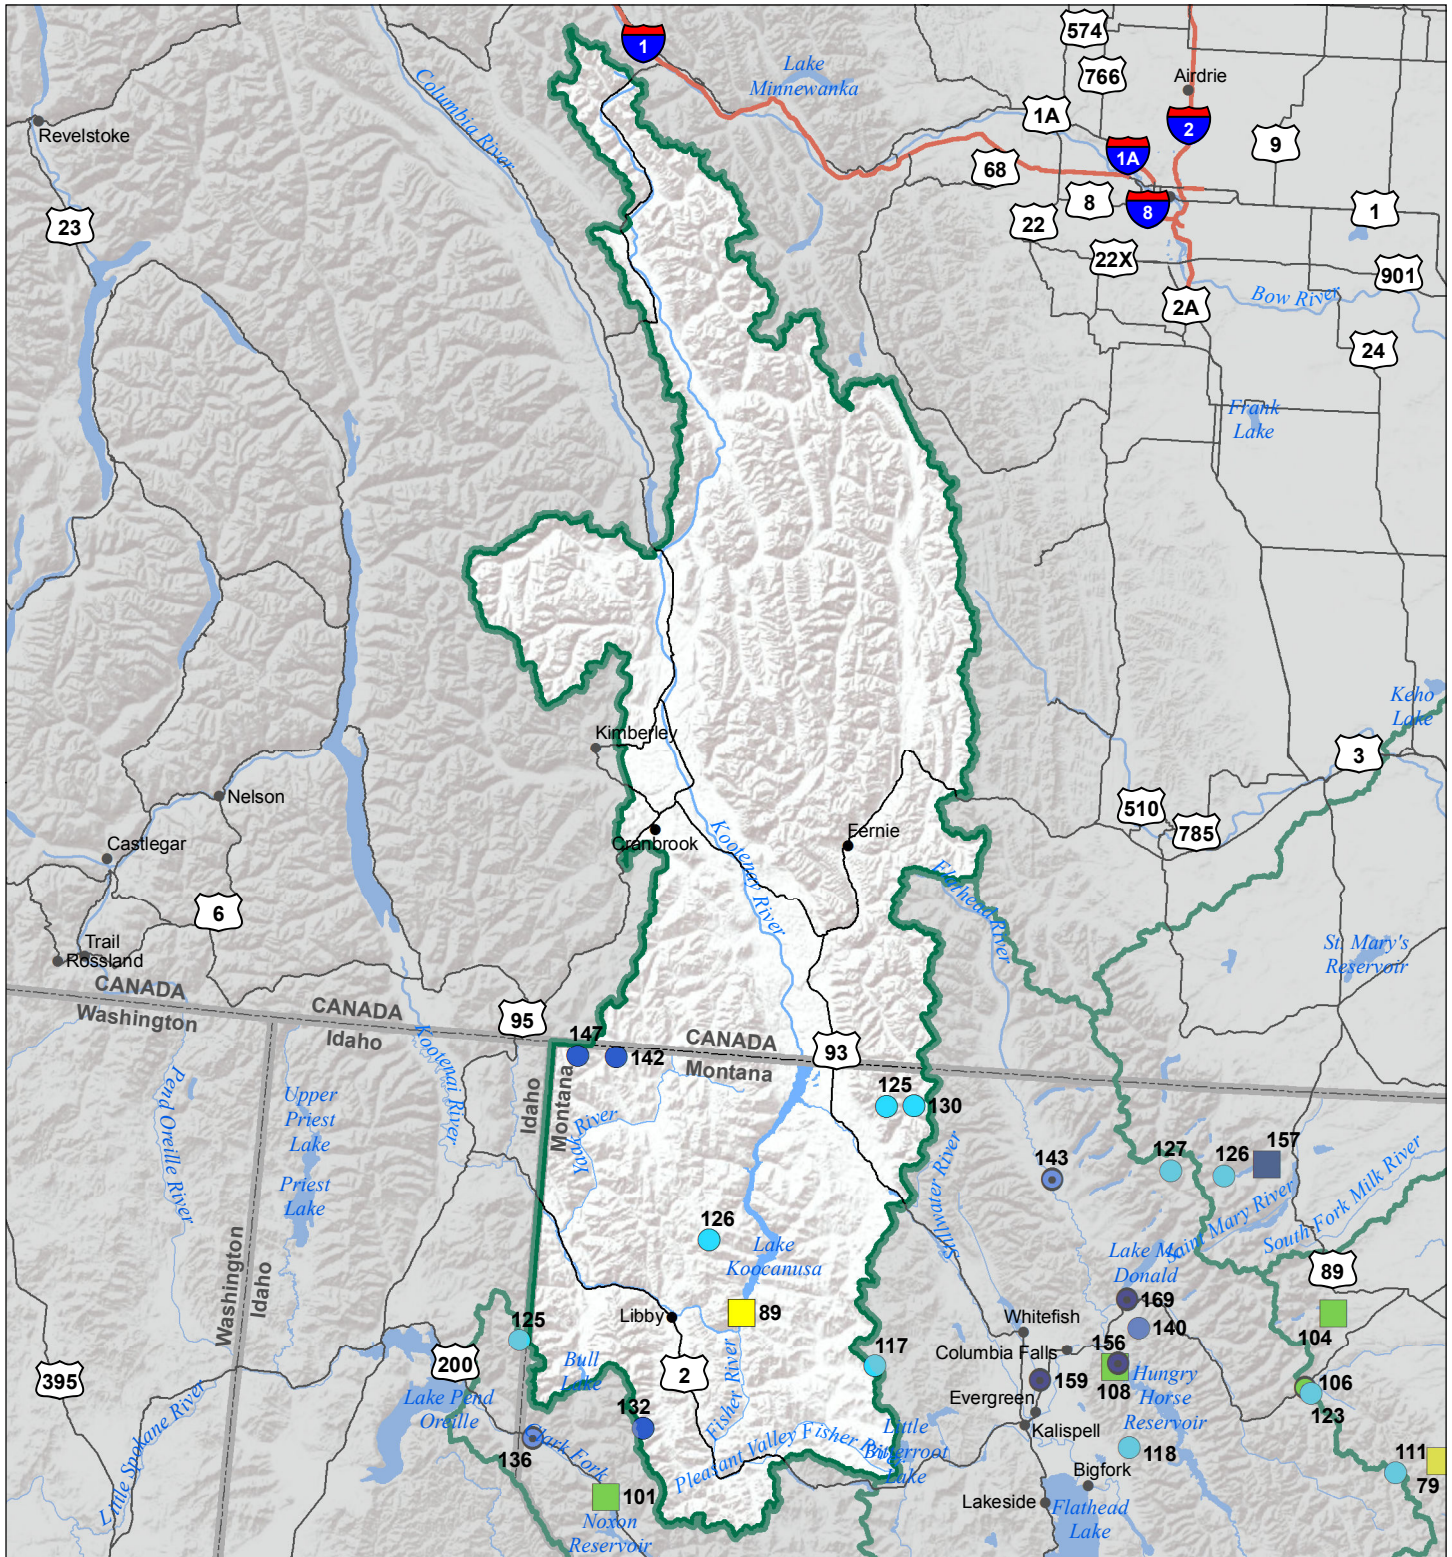 1
574
766
Airdrie
Lake
Minnewanka
Columbia River
1A
2
9
Revelstoke
1A
68
8
8
1
22
23
22X
901
2A
Bow River
24
Frank
Lake
Keho
Lake
Kimberley
3
Nelson
510
785
Castlegar
Cranbrook
Fernie
Kootenay River
Flathead River
6
Trail
Rossland
St. Mary's
Reservoir
CANADA
Washington
CANADA
Idaho
95
147
142
CANADA
Montana
93
Kootenai River
Pend Oreille River
Upper
Priest
Lake
Priest
Lake
Idaho
Montana
Yaak River
125
130
Stillwater River
143
127
126
157
Saint Mary River
South Fork Milk River
126
Lake
Koocanusa
Lake Mc
Donald
89
Washington
Idaho
169
104
Libby
89
Whitefish
140
125
Columbia Falls
156
108
117
200
Bull
Lake
2
Fisher River
395
Lake Pend
Oreille
Evergreen
159
Hungry
Horse
Reservoir
106
123
132
Kalispell
Little Spokane River
136
Clark Fork
Pleasant Valley Fisher River
Little
Bitterroot
Lake
118
111
79
Bigfork
101
Noxon
Reservoir
Lakeside
Flathead
Lake